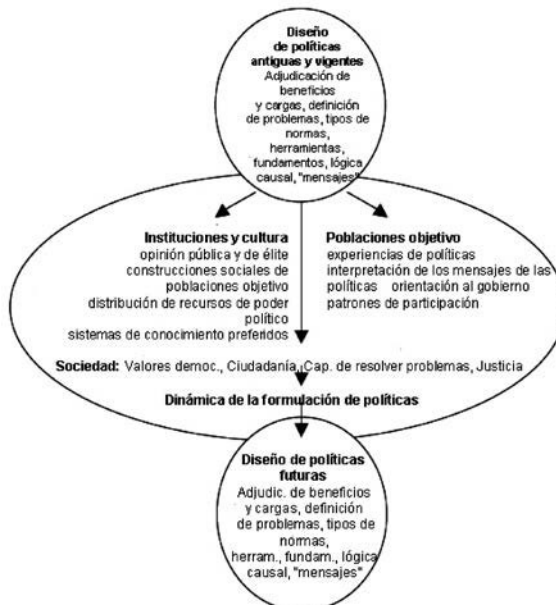 Diseño
de políticas
antiguas y vigentes
Adjudicación de
beneficios
y cargas, definición
de problemas, tipos de
normas,
herramientas,
fundamentos, lógica
causal, "mensajes"
Instituciones y cultura
opinión pública y de élite
construcciones sociales de
poblaciones objetivo
distribución de recursos de poder
político
sistemas de conocimiento preferidos
Poblaciones objetivo
experiencias de políticas
interpretación de los mensajes de las
políticas orientación al gobierno
patrones de participación
Sociedad: Valores democ., Ciudadanía, Cap. de resolver problemas, Justicia
Dinámica de la formulación de políticas
Diseño de políticas
futuras
Adjudic. de beneficios
y cargas, definición
de problemas, tipos de
normas,
herram., fundam., lógica
causal, "mensajes"